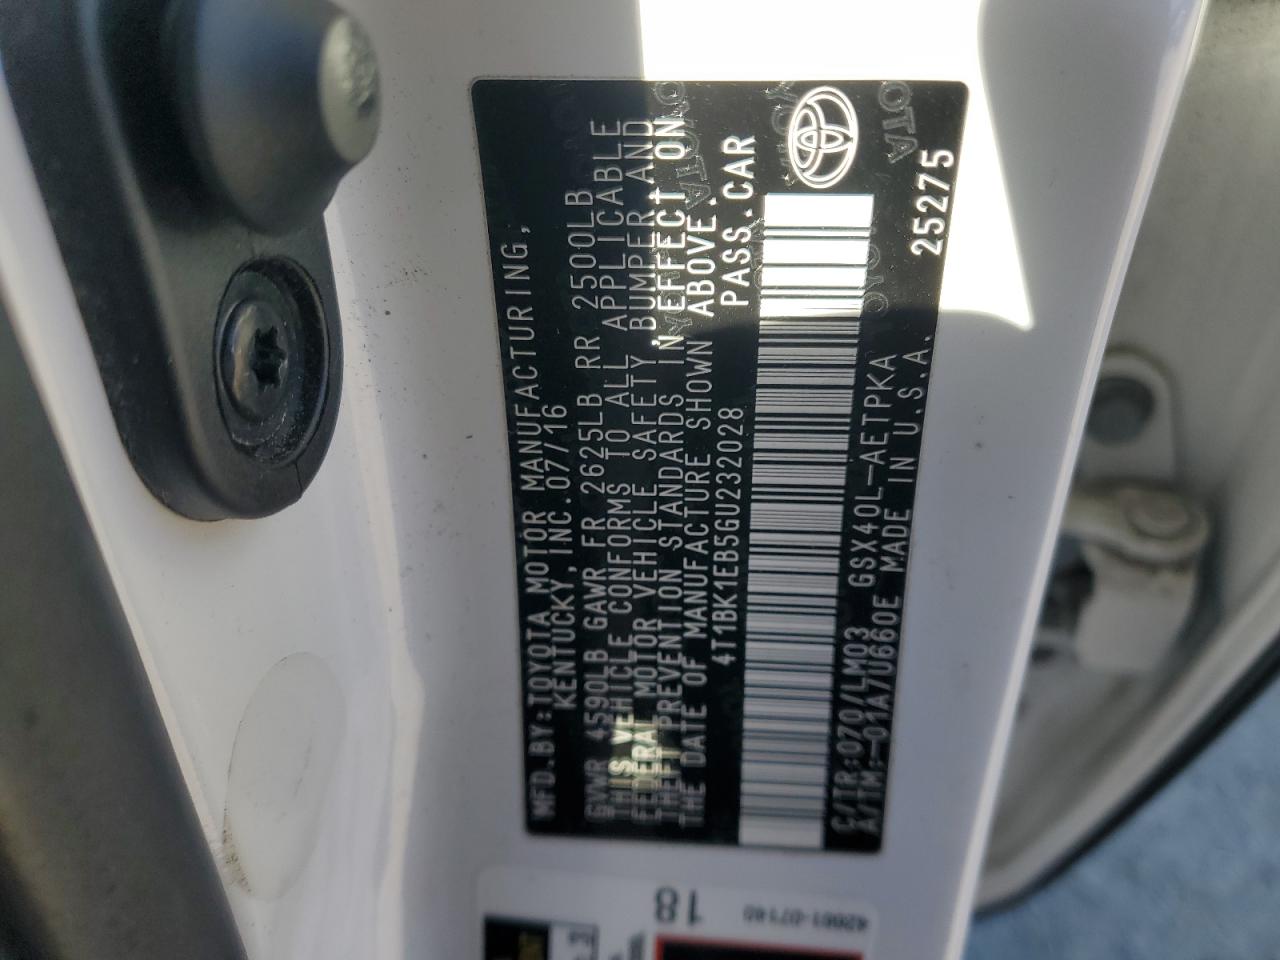 MFD.BY:TOYOTA MOTOR MANUFACTURING,
KENTUCKY,INC.07/16
GVWR 4590LB GAWR FR 2625LB RR 2500LB
THIS VEHICLE CONFORMS TO ALL APPLICABLE
FEDERAL MOTOR VEHICLE SAFETY,BUMPER AND
THEFT PREVENTION STANDARDS IN EFFECT ON
THE DATE OF MANUFACTURE SHOWN ABOVE.
4T1BK1EB5GU232028 PASS.CAR
C/TR:070/LM03 GSX40L-AETPKA
A/TM:-01A/U660E MADE IN U.S.A.
25275
18
42661-07140